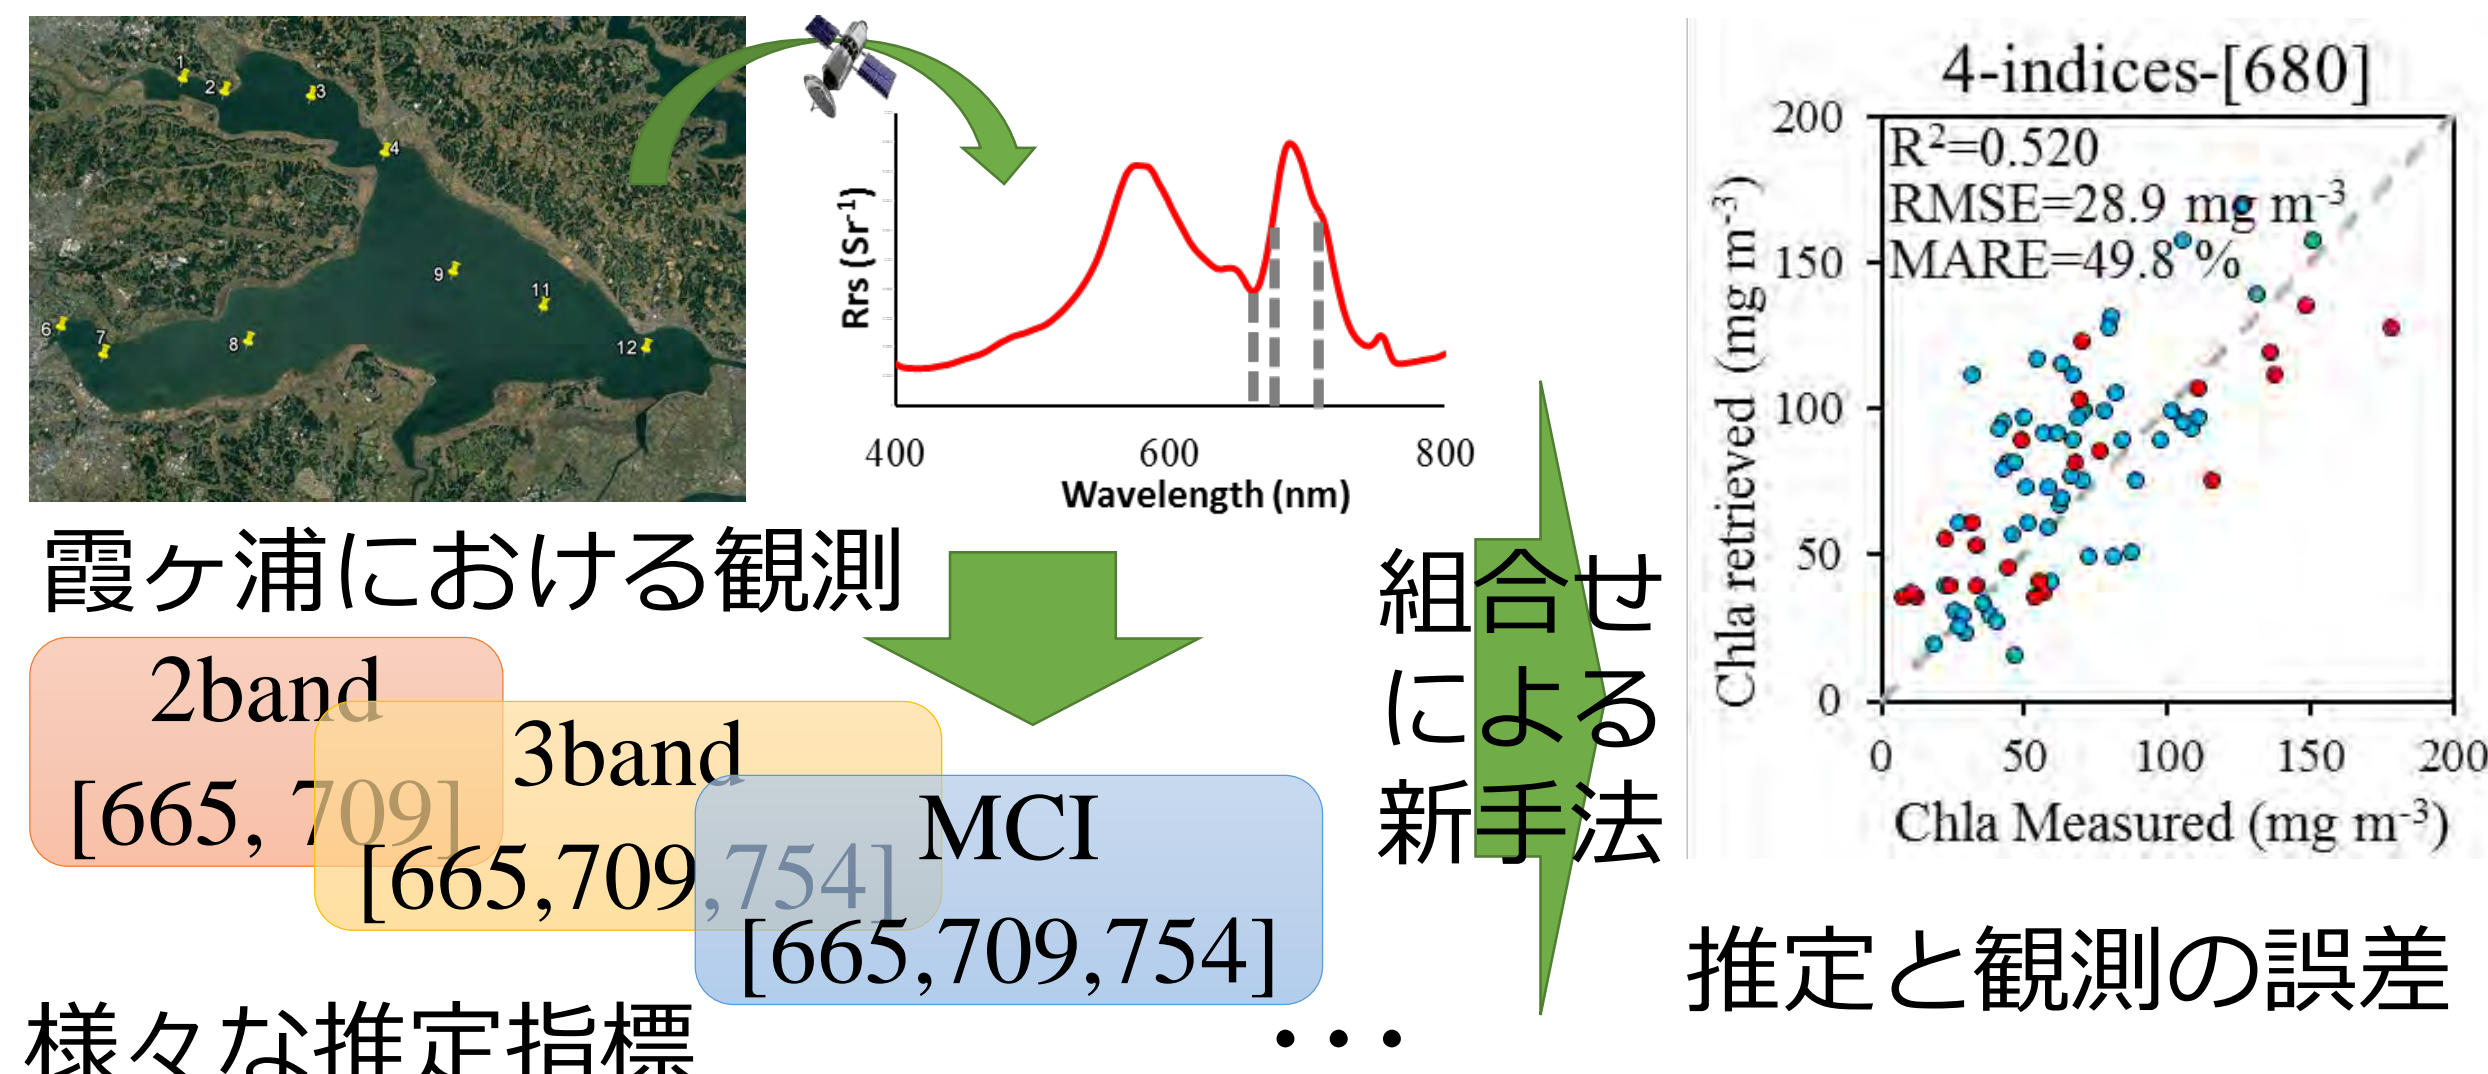 1
2
3
4
6
7
8
9
11
12
Rrs (Sr⁻¹)
400 600 800
Wavelength (nm)
霞ヶ浦における観測
2band
[665, 709]
3band
[665,709,754]
MCI
[665,709,754]
・・・
様々な推定指標
組合せ
による
新手法
4-indices-[680]
R²=0.520
RMSE=28.9 mg m⁻³
MARE=49.8 %
Chla retrieved (mg m⁻³)
200
150
100
50
0
0 50 100 150 200
Chla Measured (mg m⁻³)
推定と観測の誤差